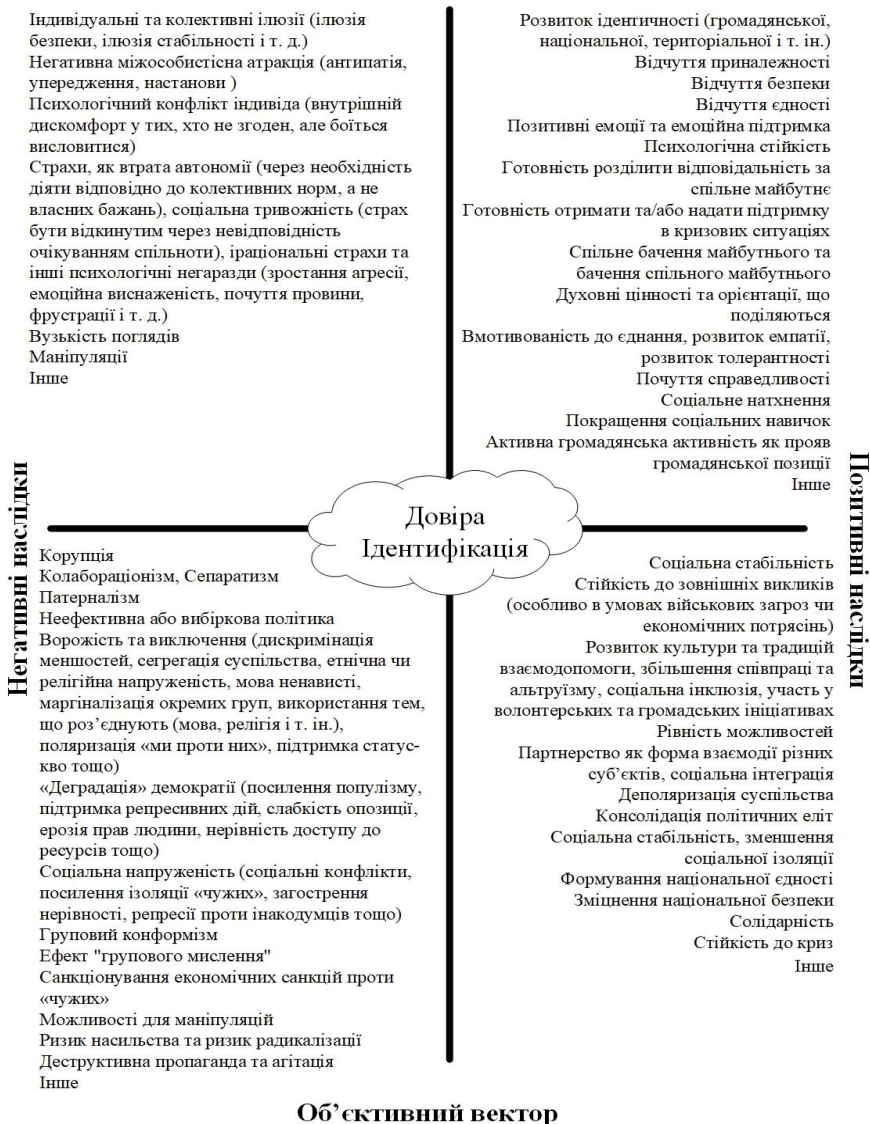 Індивідуальні та колективні ілюзії (ілюзія
безпеки, ілюзія стабільності і т. д.)
Негативна міжособистісна атракція (антипатія,
упередження, настанови )
Психологічний конфлікт індивіда (внутрішній
дискомфорт у тих, хто не згоден, але боїться
висловитися)
Страхи, як втрата автономії (через необхідність
діяти відповідно до колективних норм, а не
власних бажань), соціальна тривожність (страх
бути відкинутим через невідповідність
очікуванням спільноти), іраціональні страхи та
інші психологічні негаразди (зростання агресії,
емоційна виснаженість, почуття провини,
фрустрації і т. д.)
Вузькість поглядів
Маніпуляції
Інше
Розвиток ідентичності (громадянської,
національної, територіальної і т. ін.)
Відчуття приналежності
Відчуття безпеки
Відчуття єдності
Позитивні емоції та емоційна підтримка
Психологічна стійкість
Готовність розділити відповідальність за
спільне майбутнє
Готовність отримати та/або надати підтримку
в кризових ситуаціях
Спільне бачення майбутнього та
бачення спільного майбутнього
Духовні цінності та орієнтації, що
поділяються
Вмотивованість до єднання, розвиток емпатії,
розвиток толерантності
Почуття справедливості
Соціальне натхнення
Покращення соціальних навичок
Активна громадянська активність як прояв
громадянської позиції
Інше
Негативні наслідки
Довіра
Ідентифікація
Позитивні наслідки
Корупція
Колабораціонізм, Сепаратизм
Патерналізм
Неефективна або вибіркова політика
Ворожість та виключення (дискримінація
меншостей, сегрегація суспільства, етнічна чи
релігійна напруженість, мова ненависті,
маргіналізація окремих груп, використання тем,
що роз’єднують (мова, релігія і т. ін.),
поляризація «ми проти них», підтримка статус-
кво тощо)
«Деградація» демократії (посилення популізму,
підтримка репресивних дій, слабкість опозиції,
ерозія прав людини, нерівність доступу до
ресурсів тощо)
Соціальна напруженість (соціальні конфлікти,
посилення ізоляції «чужих», загострення
нерівності, репресії проти інакодумців тощо)
Груповий конформізм
Ефект "групового мислення"
Санкціонування економічних санкцій проти
«чужих»
Можливості для маніпуляцій
Ризик насильства та ризик радикалізації
Деструктивна пропаганда та агітація
Інше
Соціальна стабільність
Стійкість до зовнішніх викликів
(особливо в умовах військових загроз чи
економічних потрясінь)
Розвиток культури та традицій
взаємодопомоги, збільшення співпраці та
альтруїзму, соціальна інклюзія, участь у
волонтерських та громадських ініціативах
Рівність можливостей
Партнерство як форма взаємодії різних
суб’єктів, соціальна інтеграція
Деполяризація суспільства
Консолідація політичних еліт
Соціальна стабільність, зменшення
соціальної ізоляції
Формування національної єдності
Зміцнення національної безпеки
Солідарність
Стійкість до криз
Інше
Об’єктивний вектор